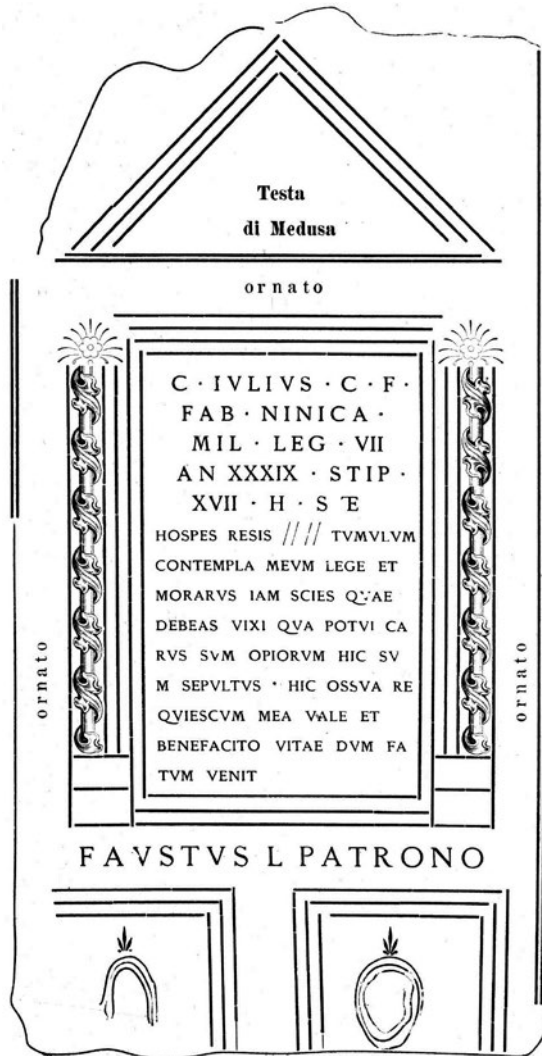 Testa
di Medusa
ornato
C · IVLIVS · C · F ·
FAB · NINICA ·
MIL · LEG · VII
AN XXXIX · STIP ·
XVII · H · S E
HOSPES RESIS //// TVMVLVM
CONTEMPLA MEVM LEGE ET
MORARVS IAM SCIES QVAE
DEBEAS VIXI QVA POTVI CA
RVS SVM OPIORVM HIC SV
M SEPVLTVS · HIC OSSVA RE
QVIESCVM MEA VALE ET
BENEFACITO VITAE DVM FA
TVM VENIT
ornato
ornato
FAVSTVS L PATRONO